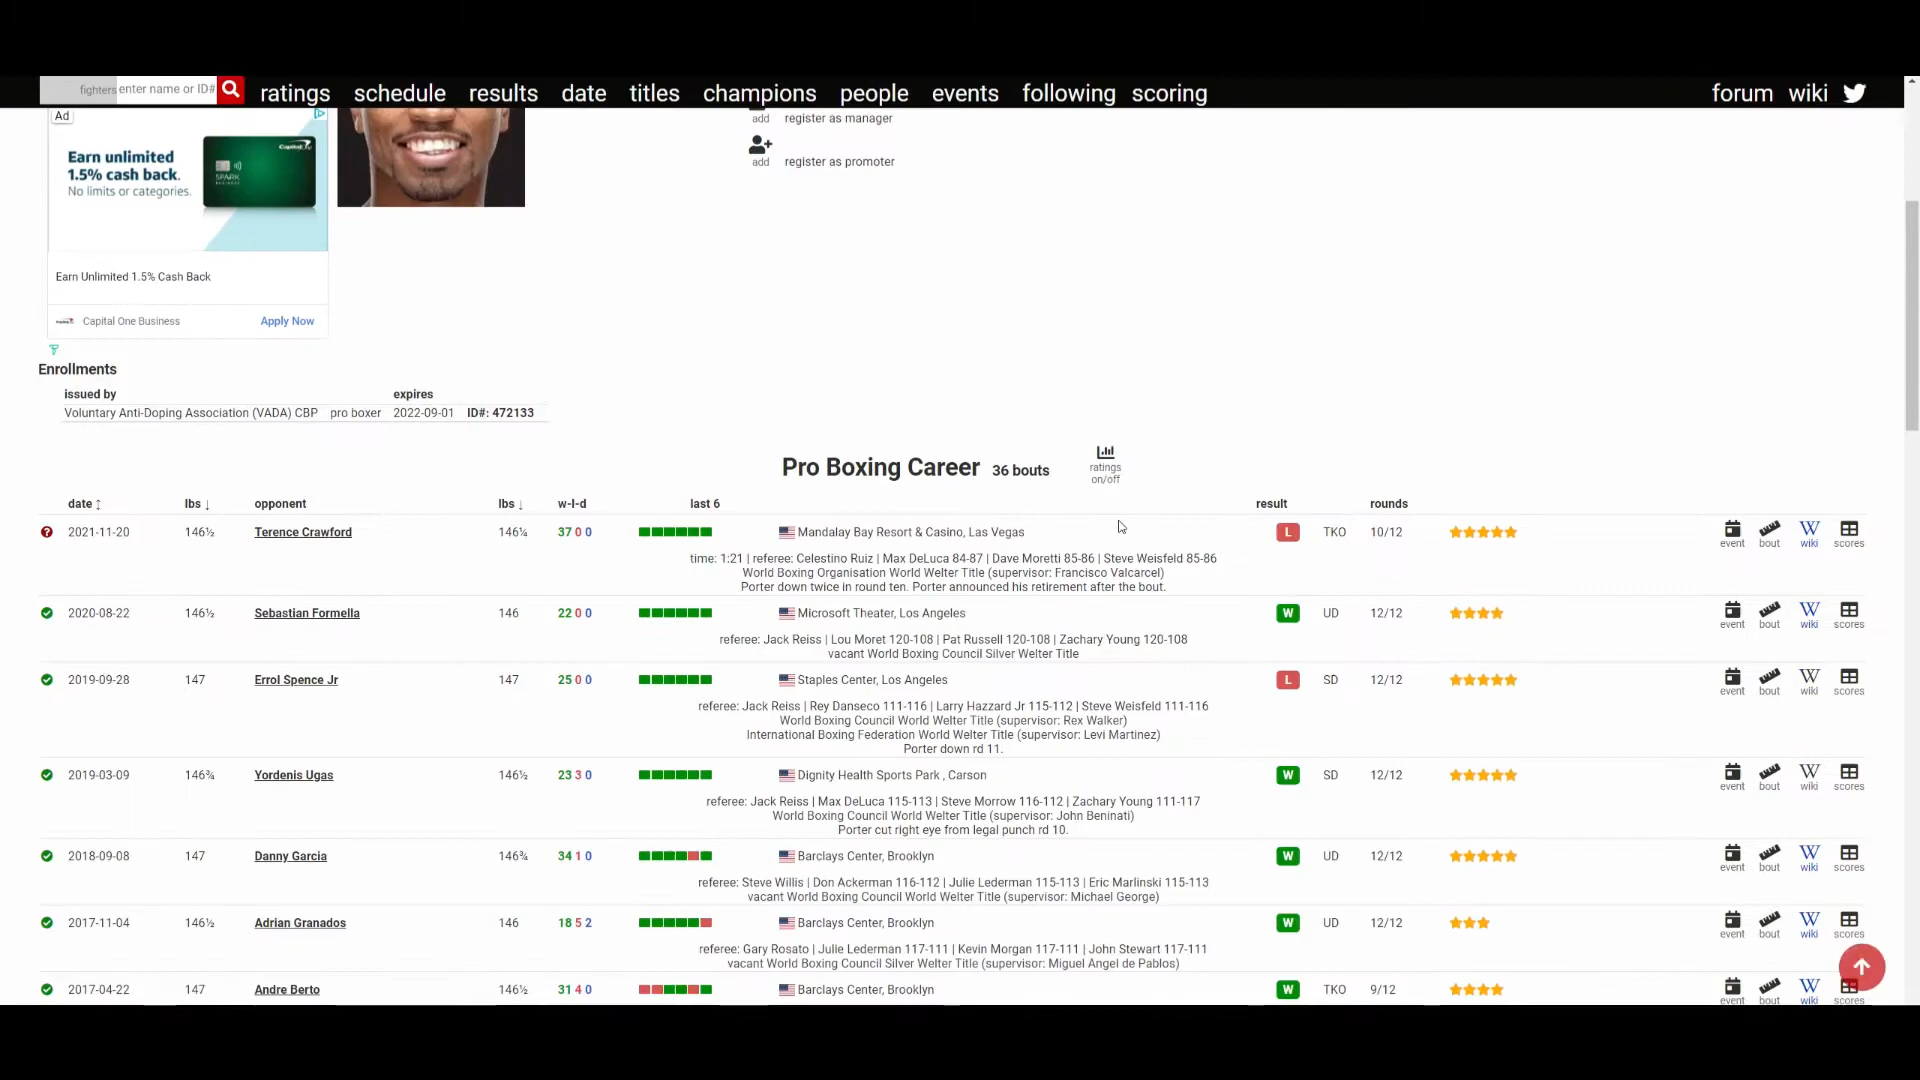 fighters enter name or ID# ratings schedule results date titles champions people events following scoring forum wiki
Ad
Earn unlimited
1.5% cash back.
No limits or categories.
Capital One
SPARK
BUSINESS
Earn Unlimited 1.5% Cash Back
Capital One Business Apply Now
add register as manager
add register as promoter
Enrollments
issued by expires
Voluntary Anti-Doping Association (VADA) CBP pro boxer 2022-09-01 ID#: 472133
Pro Boxing Career 36 bouts
ratings
on/off
date lbs opponent lbs w-l-d last 6 result rounds
2021-11-20 146½ Terence Crawford 146¼ 37 0 0 Mandalay Bay Resort & Casino, Las Vegas L TKO 10/12 event bout wiki scores
time: 1:21 | referee: Celestino Ruiz | Max DeLuca 84-87 | Dave Moretti 85-86 | Steve Weisfeld 85-86
World Boxing Organisation World Welter Title (supervisor: Francisco Valcarcel)
Porter down twice in round ten. Porter announced his retirement after the bout.
2020-08-22 146½ Sebastian Formella 146 22 0 0 Microsoft Theater, Los Angeles W UD 12/12 event bout wiki scores
referee: Jack Reiss | Lou Moret 120-108 | Pat Russell 120-108 | Zachary Young 120-108
vacant World Boxing Council Silver Welter Title
2019-09-28 147 Errol Spence Jr 147 25 0 0 Staples Center, Los Angeles L SD 12/12 event bout wiki scores
referee: Jack Reiss | Rey Danseco 111-116 | Larry Hazzard Jr 115-112 | Steve Weisfeld 111-116
World Boxing Council World Welter Title (supervisor: Rex Walker)
International Boxing Federation World Welter Title (supervisor: Levi Martinez)
Porter down rd 11.
2019-03-09 146¾ Yordenis Ugas 146½ 23 3 0 Dignity Health Sports Park , Carson W SD 12/12 event bout wiki scores
referee: Jack Reiss | Max DeLuca 115-113 | Steve Morrow 116-112 | Zachary Young 111-117
World Boxing Council World Welter Title (supervisor: John Beninati)
Porter cut right eye from legal punch rd 10.
2018-09-08 147 Danny Garcia 146¾ 34 1 0 Barclays Center, Brooklyn W UD 12/12 event bout wiki scores
referee: Steve Willis | Don Ackerman 116-112 | Julie Lederman 115-113 | Eric Marlinski 115-113
vacant World Boxing Council World Welter Title (supervisor: Michael George)
2017-11-04 146½ Adrian Granados 146 18 5 2 Barclays Center, Brooklyn W UD 12/12 event bout wiki scores
referee: Gary Rosato | Julie Lederman 117-111 | Kevin Morgan 117-111 | John Stewart 117-111
vacant World Boxing Council Silver Welter Title (supervisor: Miguel Angel de Pablos)
2017-04-22 147 Andre Berto 146½ 31 4 0 Barclays Center, Brooklyn W TKO 9/12 event bout wiki scores